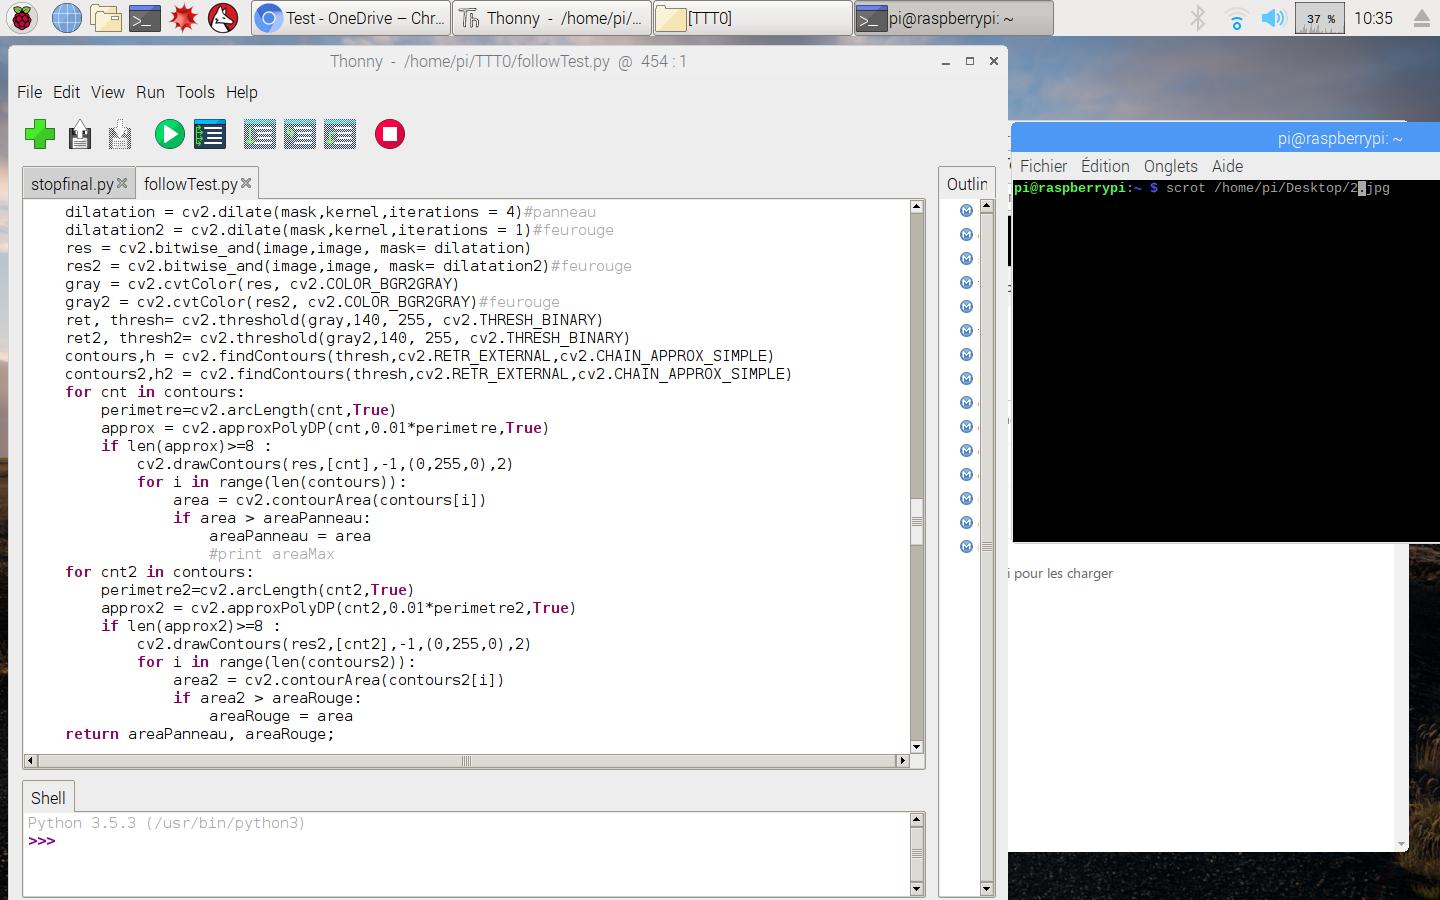 Test - OneDrive – Chr...
Thonny - /home/pi/...
[TTT0]
pi@raspberrypi: ~
37 %
10:35
Thonny - /home/pi/TTT0/followTest.py @ 454 : 1
File Edit View Run Tools Help
stopfinal.py
followTest.py
dilatation = cv2.dilate(mask,kernel,iterations = 4)#panneau
dilatation2 = cv2.dilate(mask,kernel,iterations = 1)#feurouge
res = cv2.bitwise_and(image,image, mask= dilatation)
res2 = cv2.bitwise_and(image,image, mask= dilatation2)#feurouge
gray = cv2.cvtColor(res, cv2.COLOR_BGR2GRAY)
gray2 = cv2.cvtColor(res2, cv2.COLOR_BGR2GRAY)#feurouge
ret, thresh= cv2.threshold(gray,140, 255, cv2.THRESH_BINARY)
ret2, thresh2= cv2.threshold(gray2,140, 255, cv2.THRESH_BINARY)
contours,h = cv2.findContours(thresh,cv2.RETR_EXTERNAL,cv2.CHAIN_APPROX_SIMPLE)
contours2,h2 = cv2.findContours(thresh,cv2.RETR_EXTERNAL,cv2.CHAIN_APPROX_SIMPLE)
for cnt in contours:
perimetre=cv2.arcLength(cnt,True)
approx = cv2.approxPolyDP(cnt,0.01*perimetre,True)
if len(approx)>=8 :
cv2.drawContours(res,[cnt],-1,(0,255,0),2)
for i in range(len(contours)):
area = cv2.contourArea(contours[i])
if area > areaPanneau:
areaPanneau = area
#print areaMax
for cnt2 in contours:
perimetre2=cv2.arcLength(cnt2,True)
approx2 = cv2.approxPolyDP(cnt2,0.01*perimetre2,True)
if len(approx2)>=8 :
cv2.drawContours(res2,[cnt2],-1,(0,255,0),2)
for i in range(len(contours2)):
area2 = cv2.contourArea(contours2[i])
if area2 > areaRouge:
areaRouge = area
return areaPanneau, areaRouge;
Shell
Python 3.5.3 (/usr/bin/python3)
>>>
Outlin
pi@raspberrypi: ~
Fichier Édition Onglets Aide
pi@raspberrypi:~ $ scrot /home/pi/Desktop/2.jpg
i pour les charger